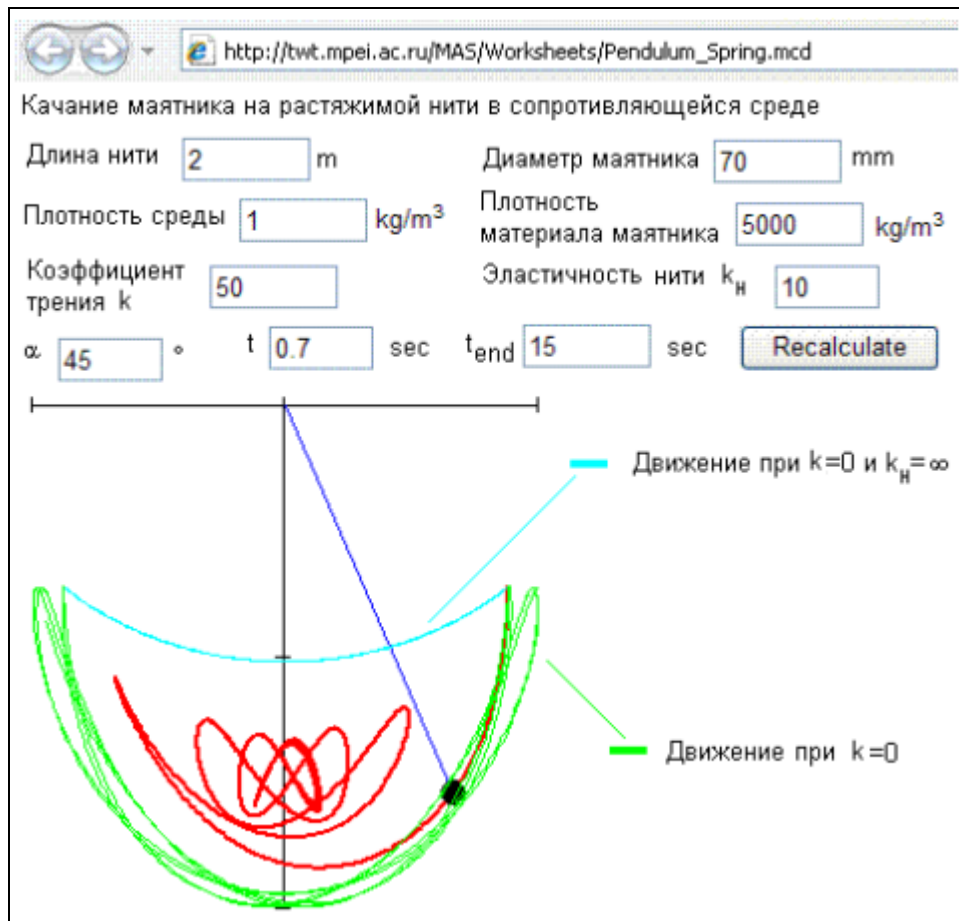 http://twt.mpei.ac.ru/MAS/Worksheets/Pendulum_Spring.mcd
Качание маятника на растяжимой нити в сопротивляющейся среде
Длина нити 2 m Диаметр маятника 70 mm
Плотность среды 1 kg/m³ Плотность
материала маятника 5000 kg/m³
Коэффициент
трения k 50 Эластичность нити kн 10
α 45 ° t 0.7 sec tend 15 sec Recalculate
Движение при k=0 и kн=∞
Движение при k=0